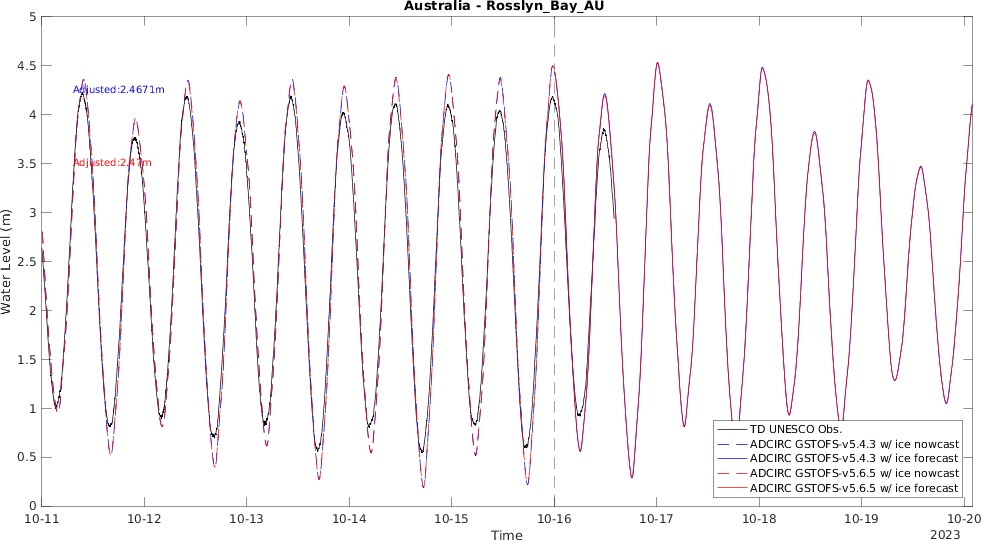 Australia - Rosslyn_Bay_AU
5
4.5
4
3.5
3
2.5
2
1.5
1
0.5
0
Water Level (m)
Adjusted:2.4671m
Adjusted:2.47m
TD UNESCO Obs.
ADCIRC GSTOFS-v5.4.3 w/ ice nowcast
ADCIRC GSTOFS-v5.4.3 w/ ice forecast
ADCIRC GSTOFS-v5.6.5 w/ ice nowcast
ADCIRC GSTOFS-v5.6.5 w/ ice forecast
10-11 10-12 10-13 10-14 10-15 10-16 10-17 10-18 10-19 10-20
Time
2023